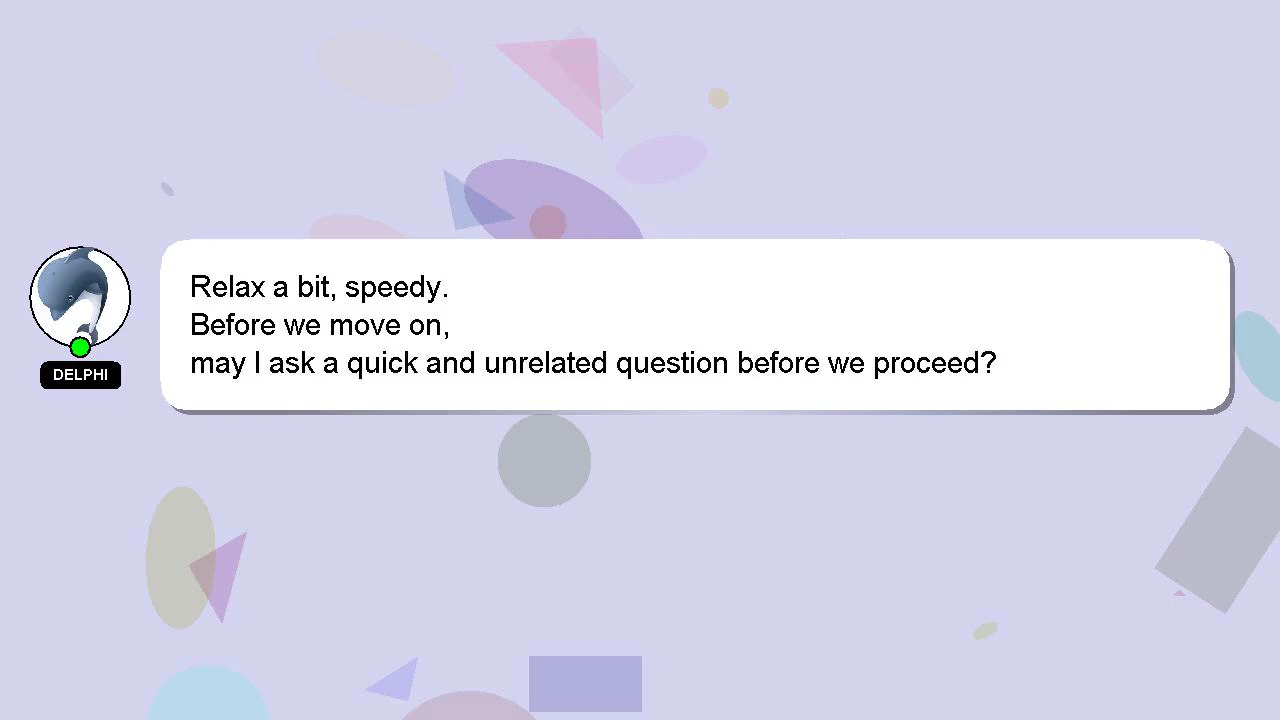 Relax a bit, speedy.
Before we move on,
may I ask a quick and unrelated question before we proceed?
DELPHI